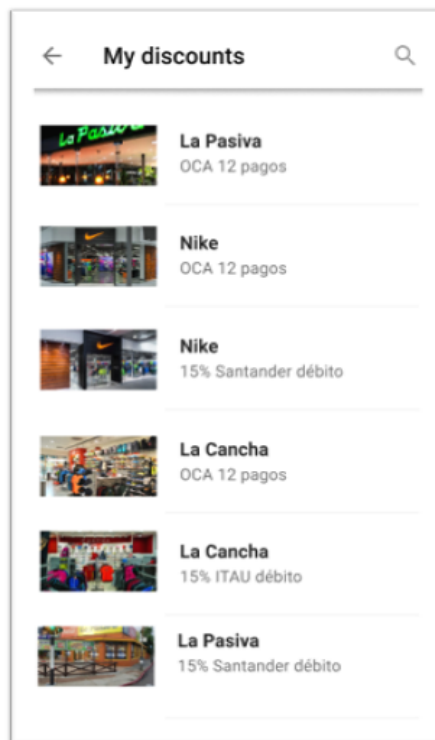 My discounts
La Pasiva
La Pasiva
OCA 12 pagos
Nike
OCA 12 pagos
Nike
15% Santander débito
La Cancha
OCA 12 pagos
La Cancha
15% ITAU débito
La Pasiva
15% Santander débito